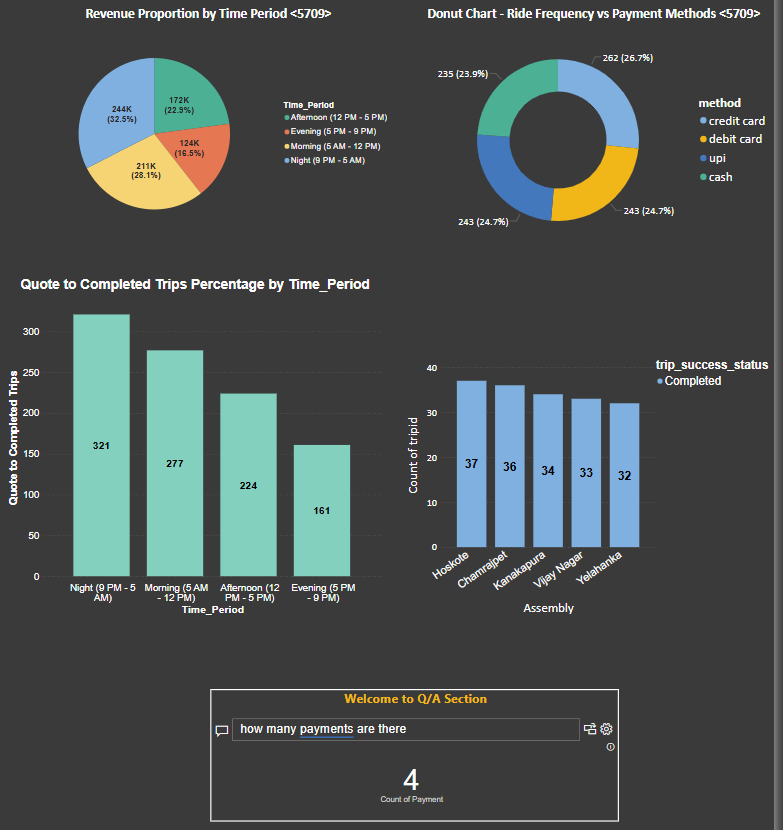 Revenue Proportion by Time Period <5709>
172K
(22.9%)
124K
(16.5%)
211K
(28.1%)
244K
(32.5%)
Time_Period
Afternoon (12 PM - 5 PM)
Evening (5 PM - 9 PM)
Morning (5 AM - 12 PM)
Night (9 PM - 5 AM)
Donut Chart - Ride Frequency vs Payment Methods <5709>
262 (26.7%)
235 (23.9%)
243 (24.7%)
243 (24.7%)
method
credit card
debit card
upi
cash
Quote to Completed Trips Percentage by Time_Period
Quote to Completed Trips
300
250
200
150
100
50
0
321
277
224
161
Night (9 PM - 5
AM)
Morning (5 AM
- 12 PM)
Afternoon (12
PM - 5 PM)
Evening (5 PM
- 9 PM)
Time_Period
trip_success_status
Completed
Count of tripid
40
30
20
10
0
37
36
34
33
32
Hoskote
Chamrajpet
Kanakapura
Vijay Nagar
Yelahanka
Assembly
Welcome to Q/A Section
how many payments are there
4
Count of Payment